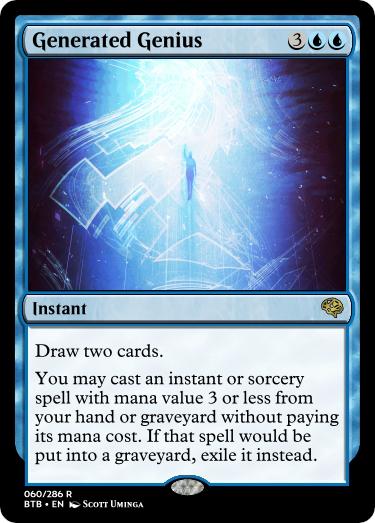 Generated Genius 3
Instant
Draw two cards.
You may cast an instant or sorcery
spell with mana value 3 or less from
your hand or graveyard without paying
its mana cost. If that spell would be
put into a graveyard, exile it instead.
060/286 R
BTB • EN Scott Uminga